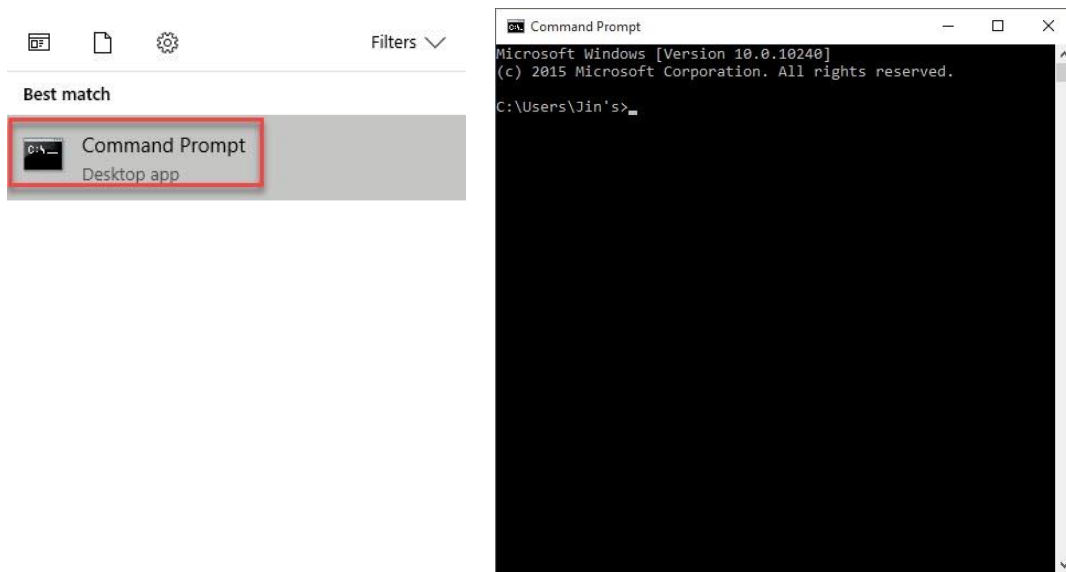 Filters
Best match
Command Prompt
Desktop app
Command Prompt
Microsoft Windows [Version 10.0.10240]
(c) 2015 Microsoft Corporation. All rights reserved.
C:\Users\Jin's>_